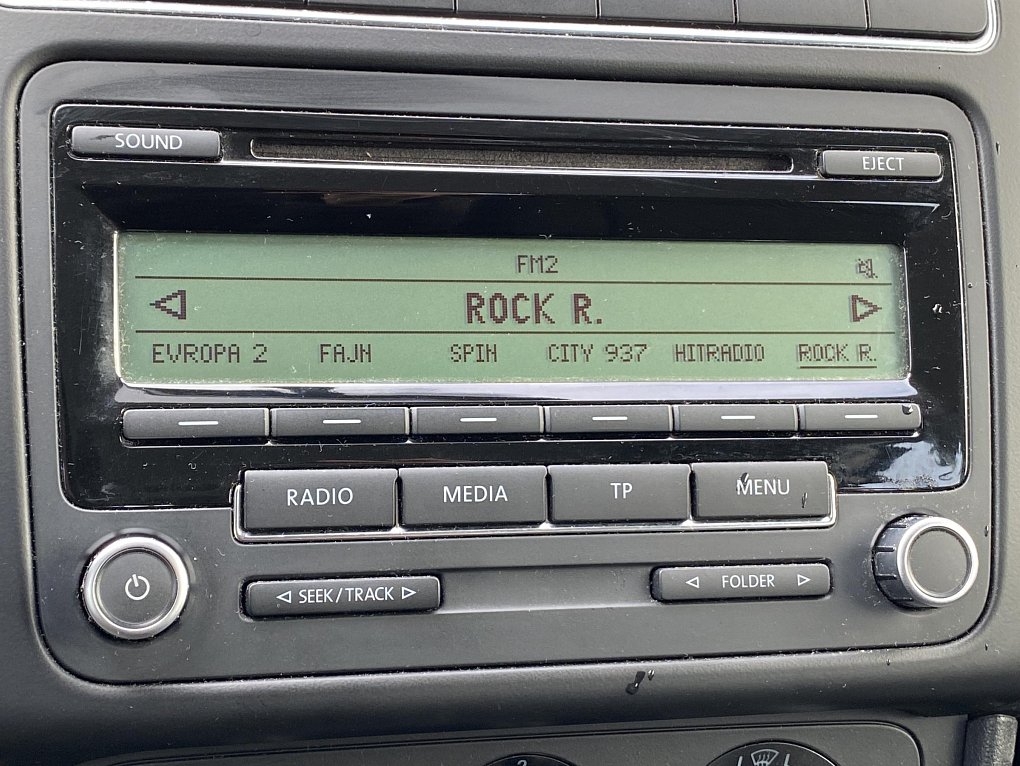 SOUND
EJECT
FM2
ROCK R.
EVROPA 2 FAJN SPIN CITY 937 HITRADIO ROCK R.
RADIO MEDIA TP MENU
SEEK/TRACK
FOLDER